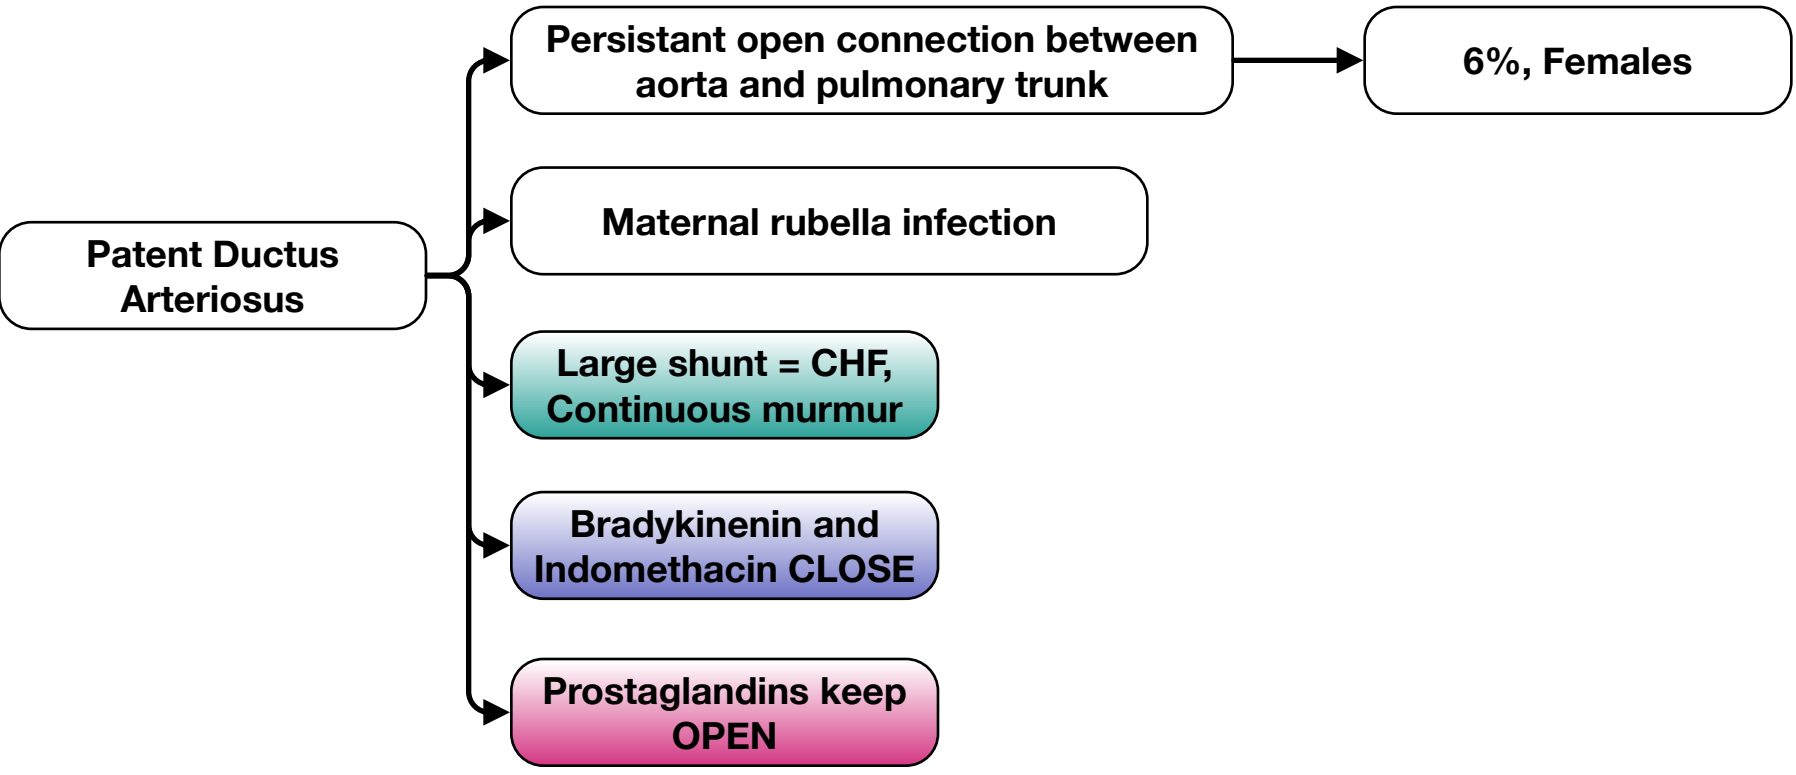 Persistant open connection between
aorta and pulmonary trunk
6%, Females
Maternal rubella infection
Patent Ductus
Arteriosus
Large shunt = CHF,
Continuous murmur
Bradykinenin and
Indomethacin CLOSE
Prostaglandins keep
OPEN